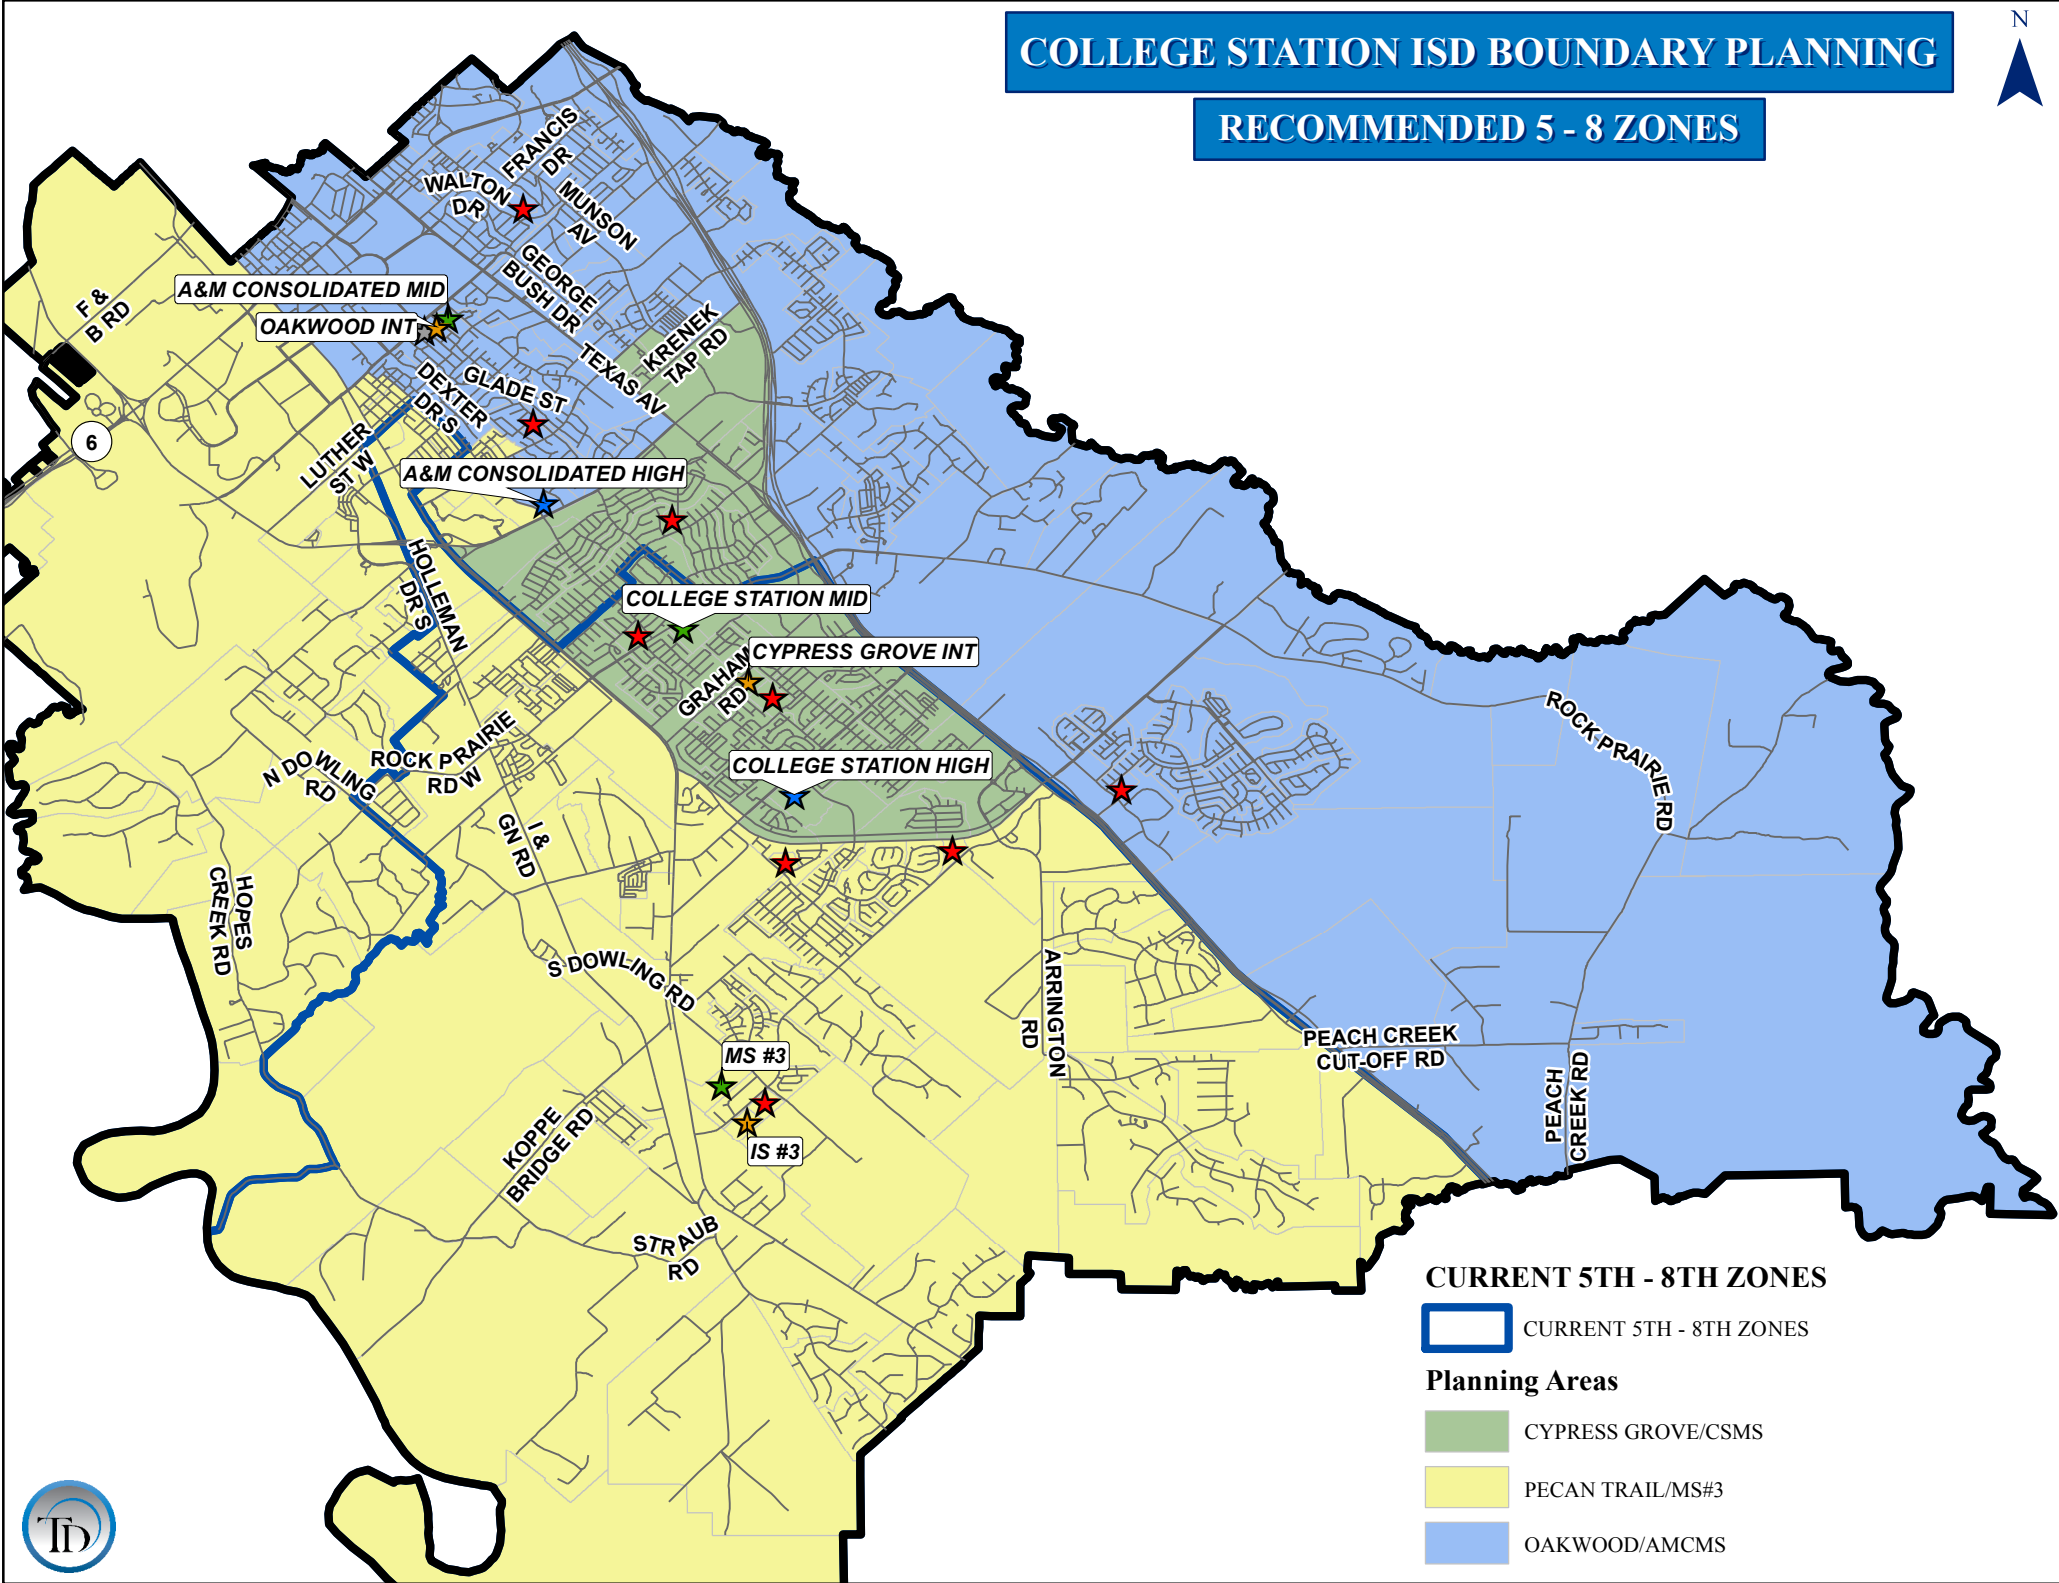 COLLEGE STATION ISD BOUNDARY PLANNING
RECOMMENDED 5 - 8 ZONES
N
FRANCIS
DR
WALTON
DR
MUNSON
AV
GEORGE
BUSH DR
A&M CONSOLIDATED MID
OAKWOOD INT
F &
B RD
KRENEK
TAP RD
TEXAS AV
GLADE ST
DEXTER
DR S
6
LUTHER
ST W
A&M CONSOLIDATED HIGH
HOLLEMAN
DR S
COLLEGE STATION MID
CYPRESS GROVE INT
GRAHAM
RD
ROCK PRAIRIE
RD W
N DOWLING
RD
COLLEGE STATION HIGH
ROCK PRAIRIE RD
I &
GN RD
HOPES
CREEK RD
S DOWLING RD
ARRINGTON
RD
PEACH CREEK
CUT-OFF RD
MS #3
IS #3
PEACH
CREEK RD
KOPPE
BRIDGE RD
STRAUB
RD
CURRENT 5TH - 8TH ZONES
CURRENT 5TH - 8TH ZONES
Planning Areas
CYPRESS GROVE/CSMS
PECAN TRAIL/MS#3
OAKWOOD/AMCMS
TD